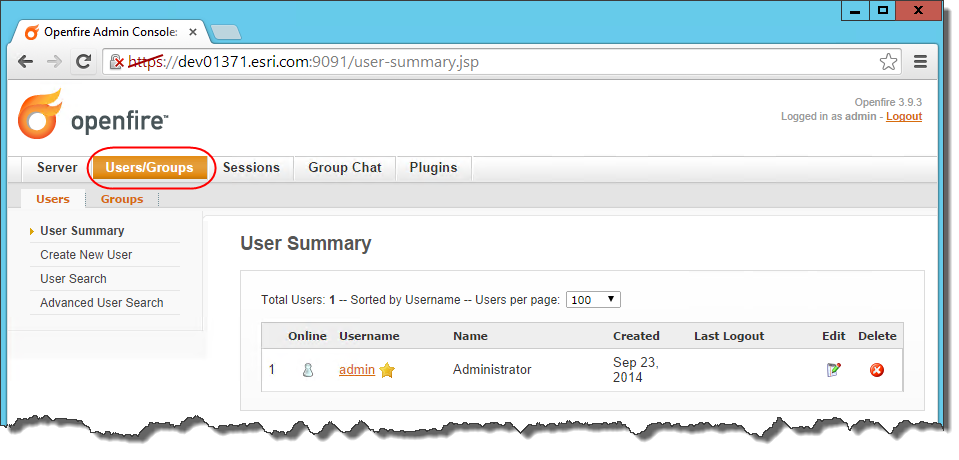 Openfire Admin Console:
https://dev01371.esri.com:9091/user-summary.jsp
openfire™
Openfire 3.9.3
Logged in as admin - Logout
Server Users/Groups Sessions Group Chat Plugins
Users Groups
User Summary
Create New User
User Search
Advanced User Search
User Summary
Total Users: 1 -- Sorted by Username -- Users per page: 100
Online Username Name Created Last Logout Edit Delete
1 admin Administrator Sep 23,
2014